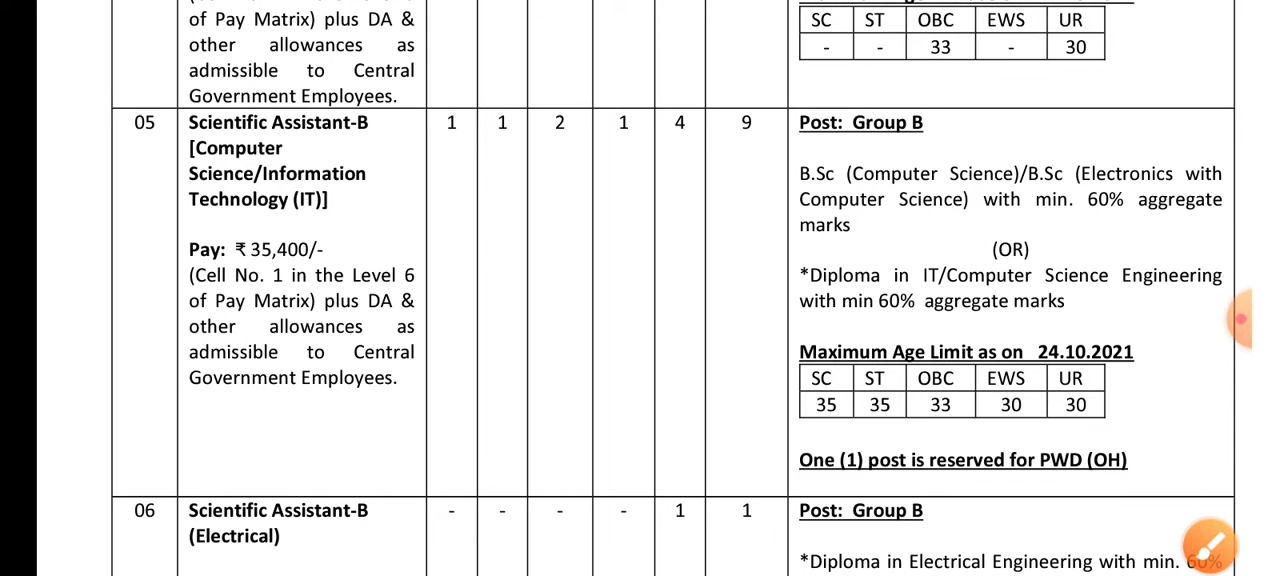 of Pay Matrix) plus DA &
other allowances as
admissible to Central
Government Employees.
SC ST OBC EWS UR
- - 33 - 30
05 Scientific Assistant-B 1 1 2 1 4 9 Post: Group B
[Computer
Science/Information
Technology (IT)]
Pay: ₹ 35,400/-
(Cell No. 1 in the Level 6
of Pay Matrix) plus DA &
other allowances as
admissible to Central
Government Employees.
B.Sc (Computer Science)/B.Sc (Electronics with
Computer Science) with min. 60% aggregate
marks
(OR)
*Diploma in IT/Computer Science Engineering
with min 60% aggregate marks
Maximum Age Limit as on 24.10.2021
SC ST OBC EWS UR
35 35 33 30 30
One (1) post is reserved for PWD (OH)
06 Scientific Assistant-B - - - - 1 1 Post: Group B
(Electrical)
*Diploma in Electrical Engineering with min. 60%